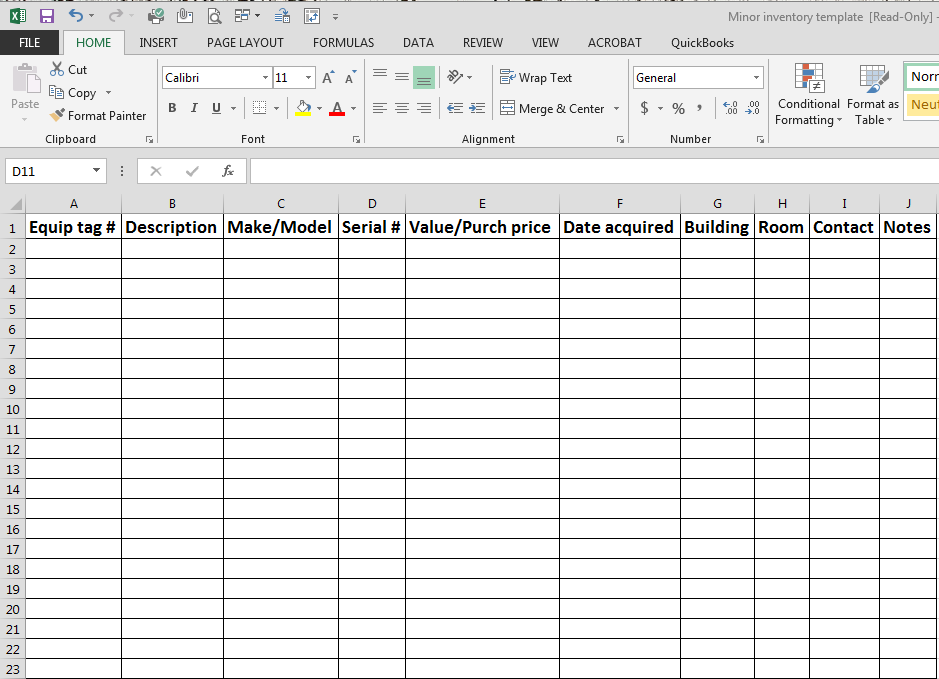 Minor inventory template [Read-Only] -
FILE HOME INSERT PAGE LAYOUT FORMULAS DATA REVIEW VIEW ACROBAT QuickBooks
Paste
Cut
Copy
Format Painter
Clipboard
Calibri 11 A A
B I U A
Font
Wrap Text
Merge & Center
Alignment
General
$ % , .00 .0
Number
Conditional Formatting
Format as Table
Norr
Neut
D11 fx
A B C D E F G H I J
1 Equip tag # Description Make/Model Serial # Value/Purch price Date acquired Building Room Contact Notes
2
3
4
5
6
7
8
9
10
11
12
13
14
15
16
17
18
19
20
21
22
23